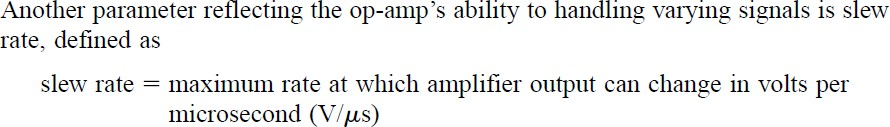 Another parameter reflecting the op-amp’s ability to handling varying signals is slew
rate, defined as
slew rate = maximum rate at which amplifier output can change in volts per
microsecond (V/μs)